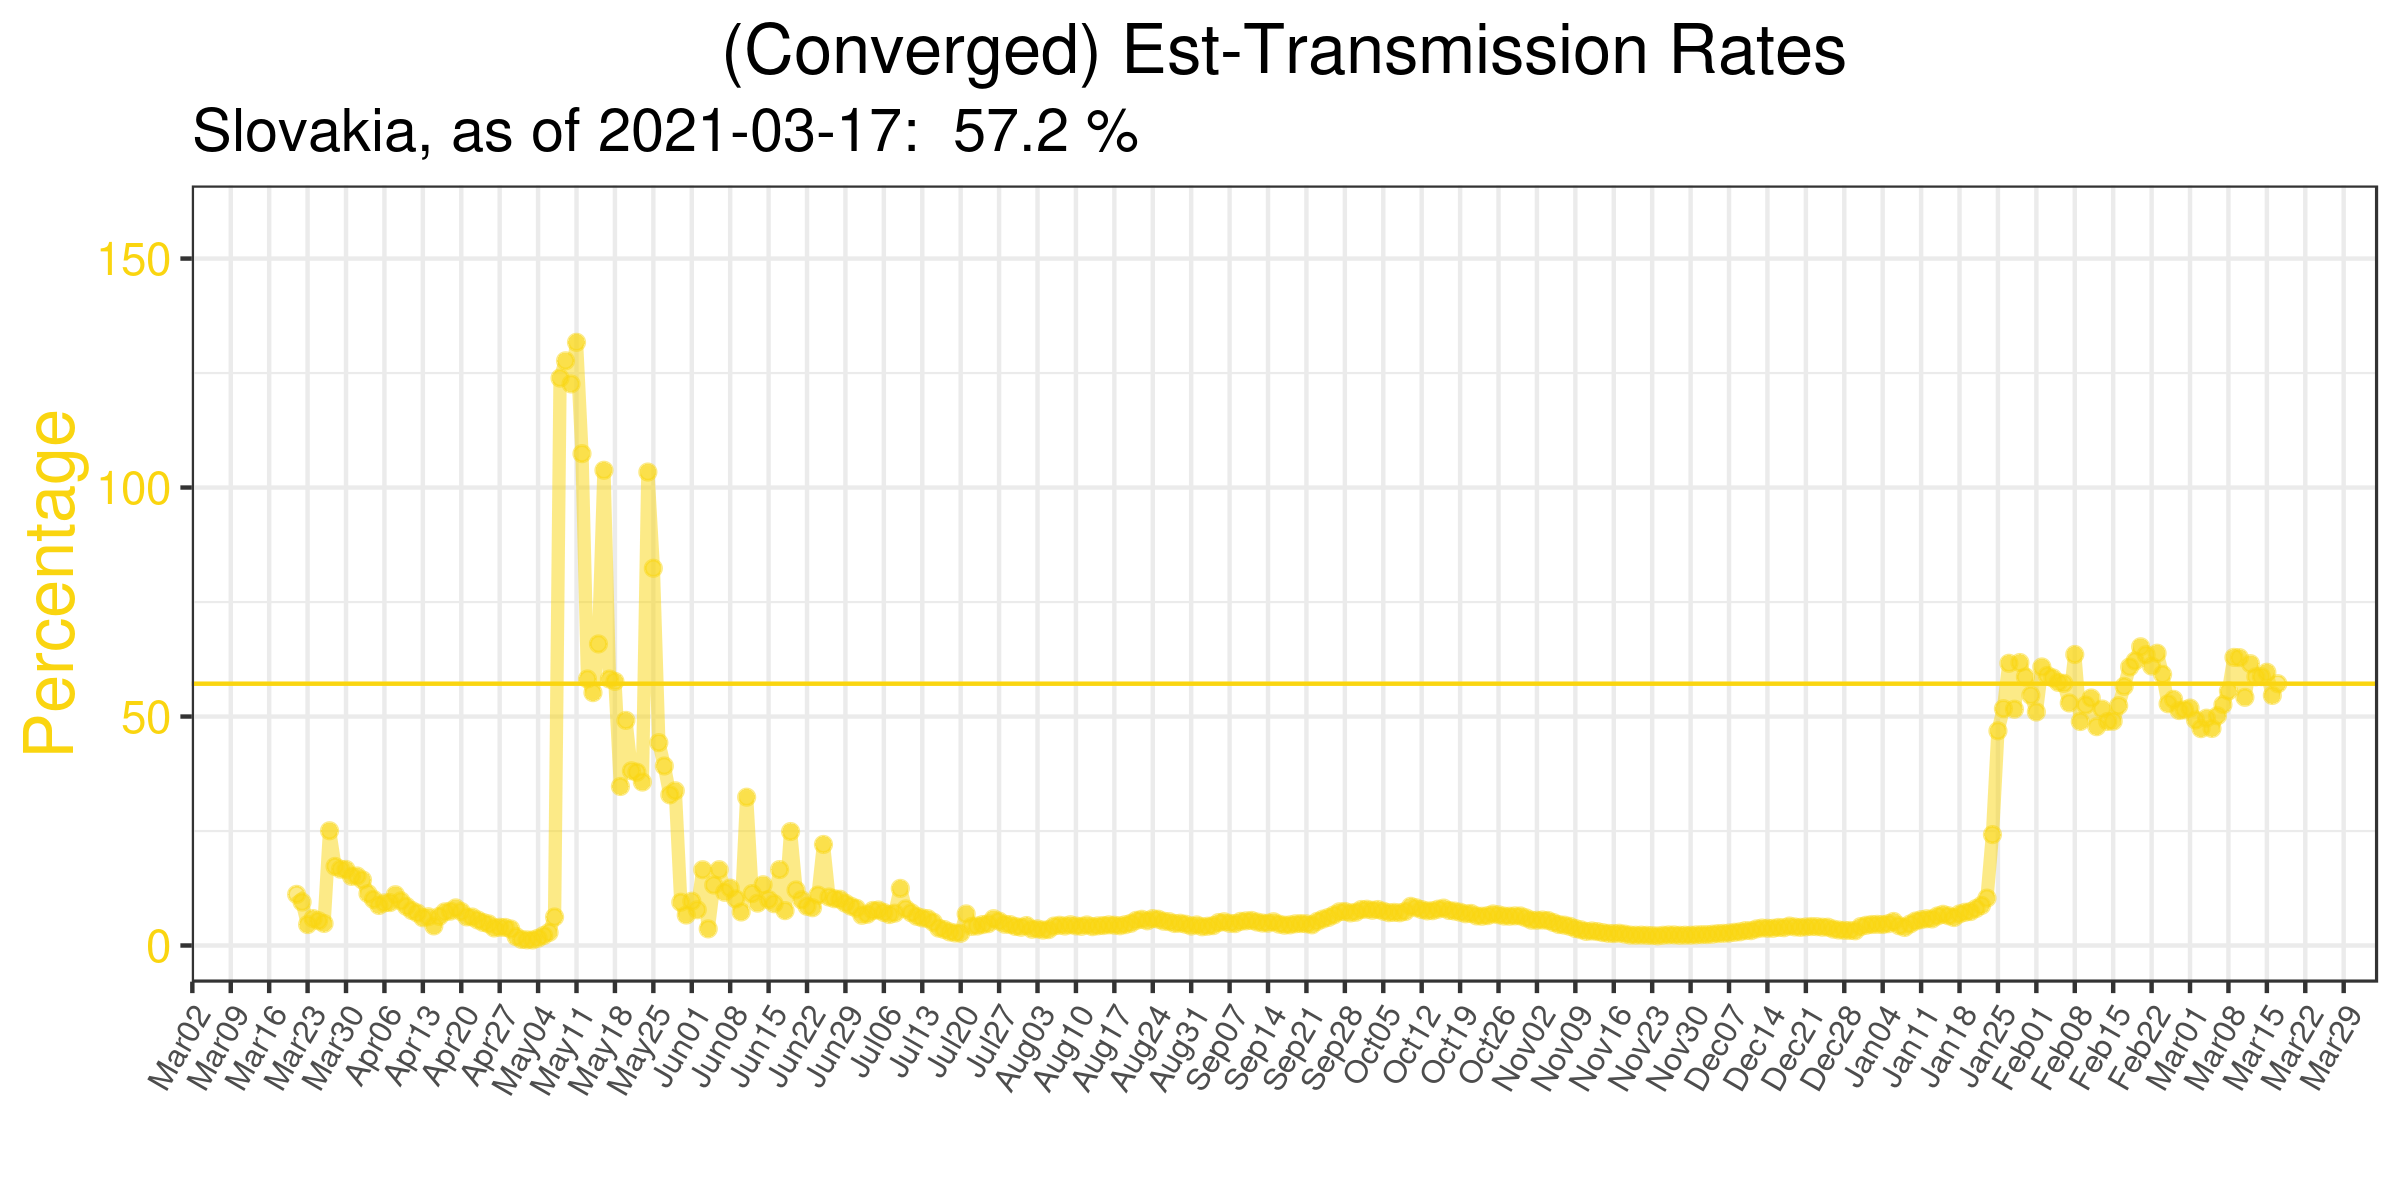 (Converged) Est-Transmission Rates
Slovakia, as of 2021-03-17:  57.2 %
Percentage
150
100
50
0
Mar02 Mar09 Mar16 Mar23 Mar30 Apr06 Apr13 Apr20 Apr27 May04 May11 May18 May25 Jun01 Jun08 Jun15 Jun22 Jun29 Jul06 Jul13 Jul20 Jul27 Aug03 Aug10 Aug17 Aug24 Aug31 Sep07 Sep14 Sep21 Sep28 Oct05 Oct12 Oct19 Oct26 Nov02 Nov09 Nov16 Nov23 Nov30 Dec07 Dec14 Dec21 Dec28 Jan04 Jan11 Jan18 Jan25 Feb01 Feb08 Feb15 Feb22 Mar01 Mar08 Mar15 Mar22 Mar29